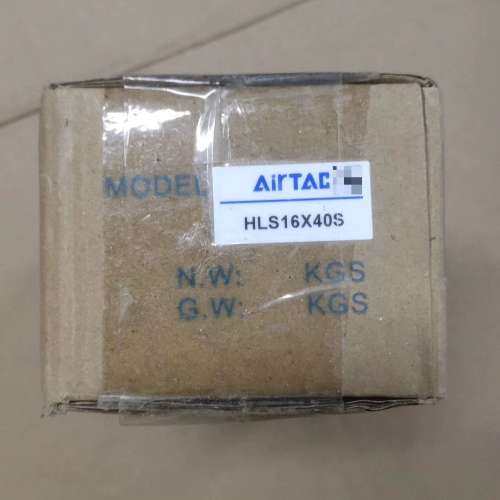 MODEL
AirTAC
HLS16X40S
N.W: KGS
G.W: KGS